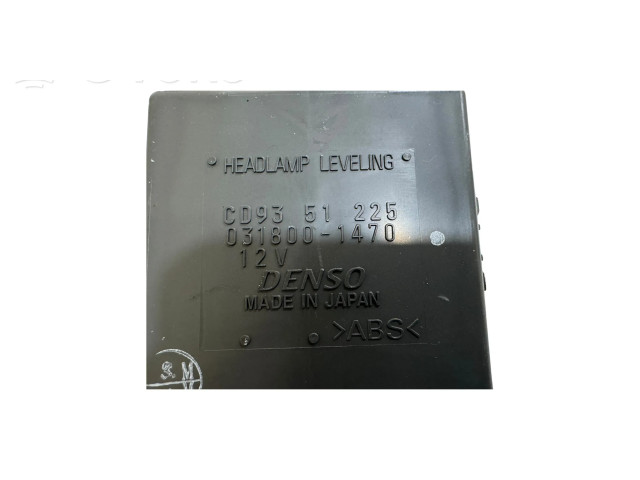 HEADLAMP LEVELING
CD93 51 225
031800-1470
12V
DENSO
MADE IN JAPAN
>ABS<
S. M